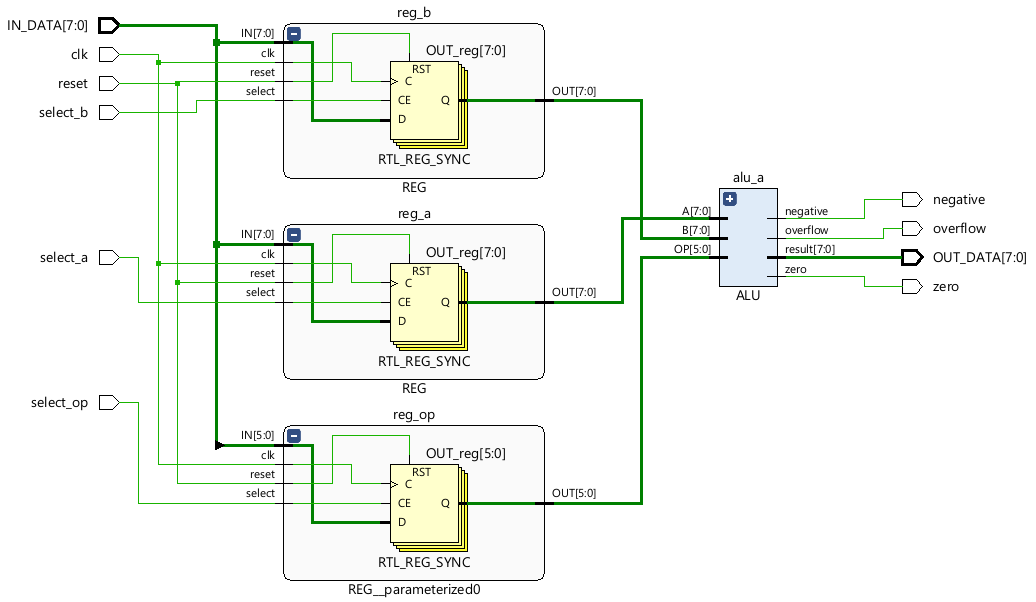 IN_DATA[7:0]
clk
reset
select_b
select_a
select_op
reg_b
IN[7:0]
clk
reset
select
OUT_reg[7:0]
RST
C
CE
Q
D
RTL_REG_SYNC
OUT[7:0]
REG
reg_a
IN[7:0]
clk
reset
select
OUT_reg[7:0]
RST
C
CE
Q
D
RTL_REG_SYNC
OUT[7:0]
REG
reg_op
IN[5:0]
clk
reset
select
OUT_reg[5:0]
RST
C
CE
Q
D
RTL_REG_SYNC
OUT[5:0]
REG__parameterized0
alu_a
A[7:0]
B[7:0]
OP[5:0]
negative
overflow
result[7:0]
zero
ALU
negative
overflow
OUT_DATA[7:0]
zero